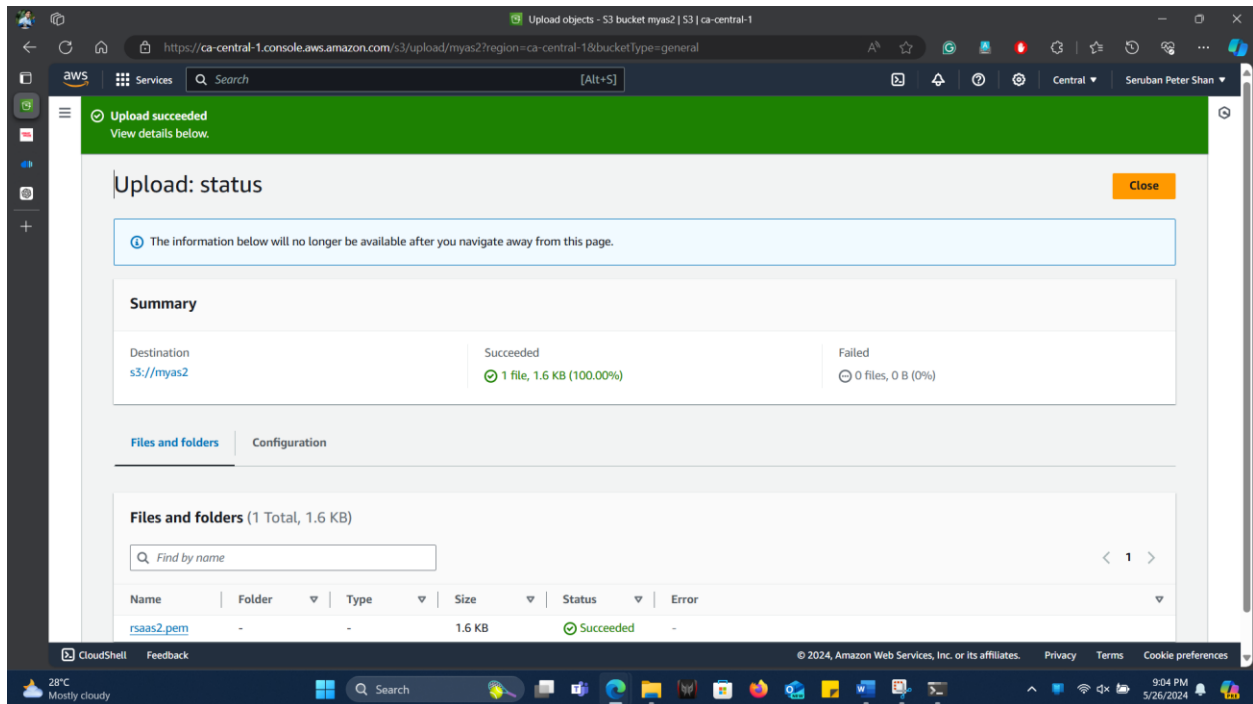 Upload objects - S3 bucket myas2 | S3 | ca-central-1
https://ca-central-1.console.aws.amazon.com/s3/upload/myas2?region=ca-central-1&bucketType=general
aws Services Search [Alt+S] Central Seruban Peter Shan
Upload succeeded
View details below.
Upload: status
Close
The information below will no longer be available after you navigate away from this page.
Summary
Destination Succeeded Failed
s3://myas2 1 file, 1.6 KB (100.00%) 0 files, 0 B (0%)
Files and folders Configuration
Files and folders (1 Total, 1.6 KB)
Find by name
1
Name Folder Type Size Status Error
rsaas2.pem - - 1.6 KB Succeeded -
CloudShell Feedback © 2024, Amazon Web Services, Inc. or its affiliates. Privacy Terms Cookie preferences
28°C
Mostly cloudy
Search
9:04 PM
5/26/2024